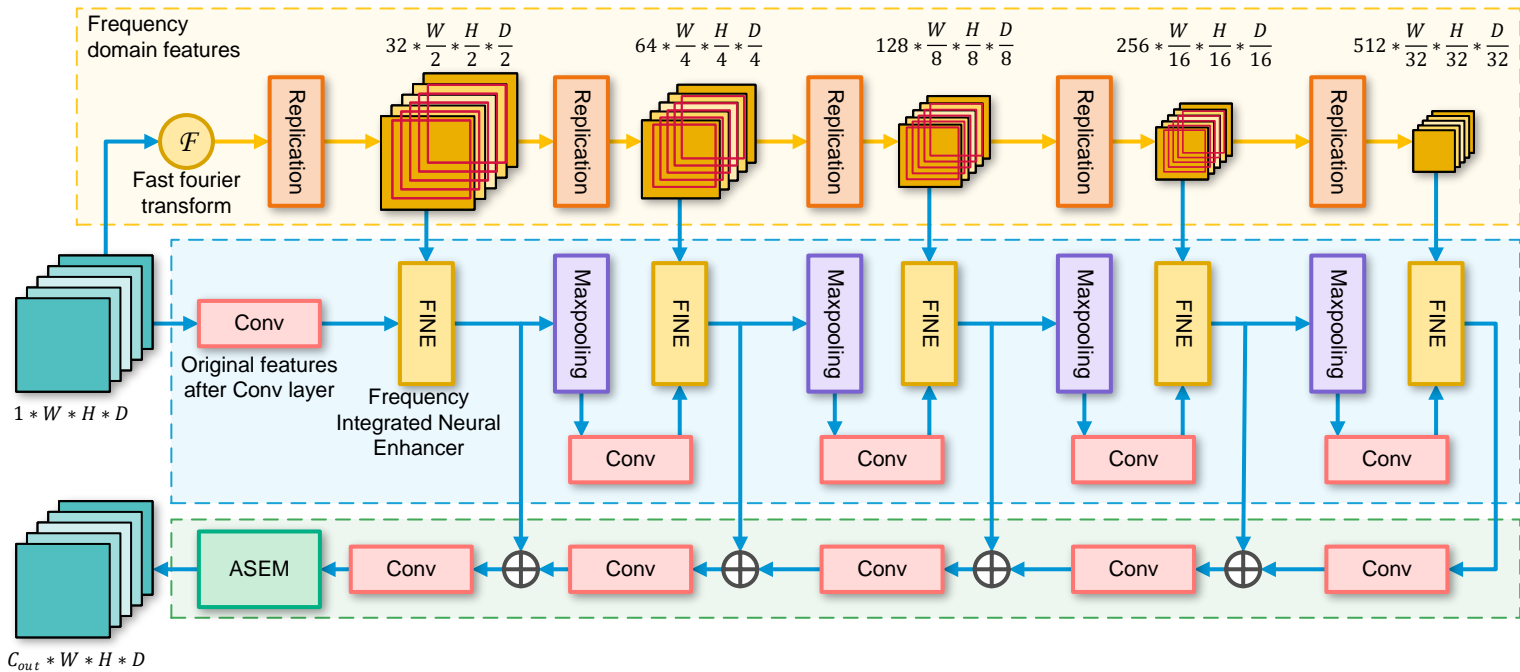 Frequency
domain features
32 ∗ W/2 ∗ H/2 ∗ D/2
64 ∗ W/4 ∗ H/4 ∗ D/4
128 ∗ W/8 ∗ H/8 ∗ D/8
256 ∗ W/16 ∗ H/16 ∗ D/16
512 ∗ W/32 ∗ H/32 ∗ D/32
ℱ
Fast fourier
transform
Replication
Replication
Replication
Replication
Replication
1 ∗ W ∗ H ∗ D
Conv
Original features
after Conv layer
FINE
Frequency
Integrated Neural
Enhancer
Maxpooling
Conv
FINE
Maxpooling
Conv
FINE
Maxpooling
Conv
FINE
Maxpooling
Conv
FINE
ASEM
Conv
Conv
Conv
Conv
Conv
C_out ∗ W ∗ H ∗ D